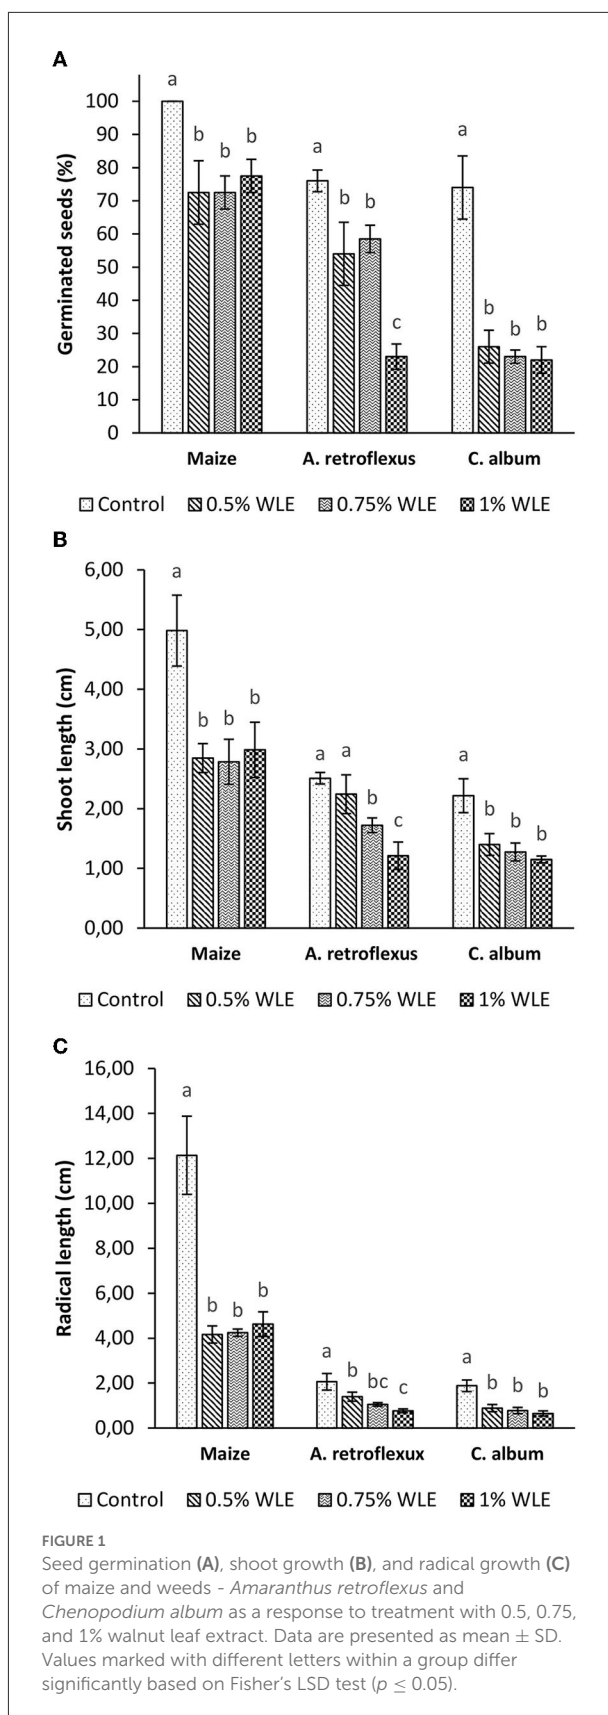 A
a
100
90
80
70
60
50
40
30
20
10
0
Germinated seeds (%)
b b b
a
b b
c
a
b b b
Maize A. retroflexus C. album
Control 0.5% WLE 0.75% WLE 1% WLE
B
6,00
5,00
4,00
3,00
2,00
1,00
0,00
Shoot length (cm)
a
b b b
a a
b
c
a
b b b
Maize A. retroflexus C. album
Control 0.5% WLE 0.75% WLE 1% WLE
C
16,00
14,00
12,00
10,00
8,00
6,00
4,00
2,00
0,00
Radical length (cm)
a
b b b
a
b bc c
a
b b b
Maize A. retroflexux C. album
Control 0.5% WLE 0.75% WLE 1% WLE
FIGURE 1
Seed germination (A), shoot growth (B), and radical growth (C)
of maize and weeds - Amaranthus retroflexus and
Chenopodium album as a response to treatment with 0.5, 0.75,
and 1% walnut leaf extract. Data are presented as mean ± SD.
Values marked with different letters within a group differ
significantly based on Fisher's LSD test (p ≤ 0.05).